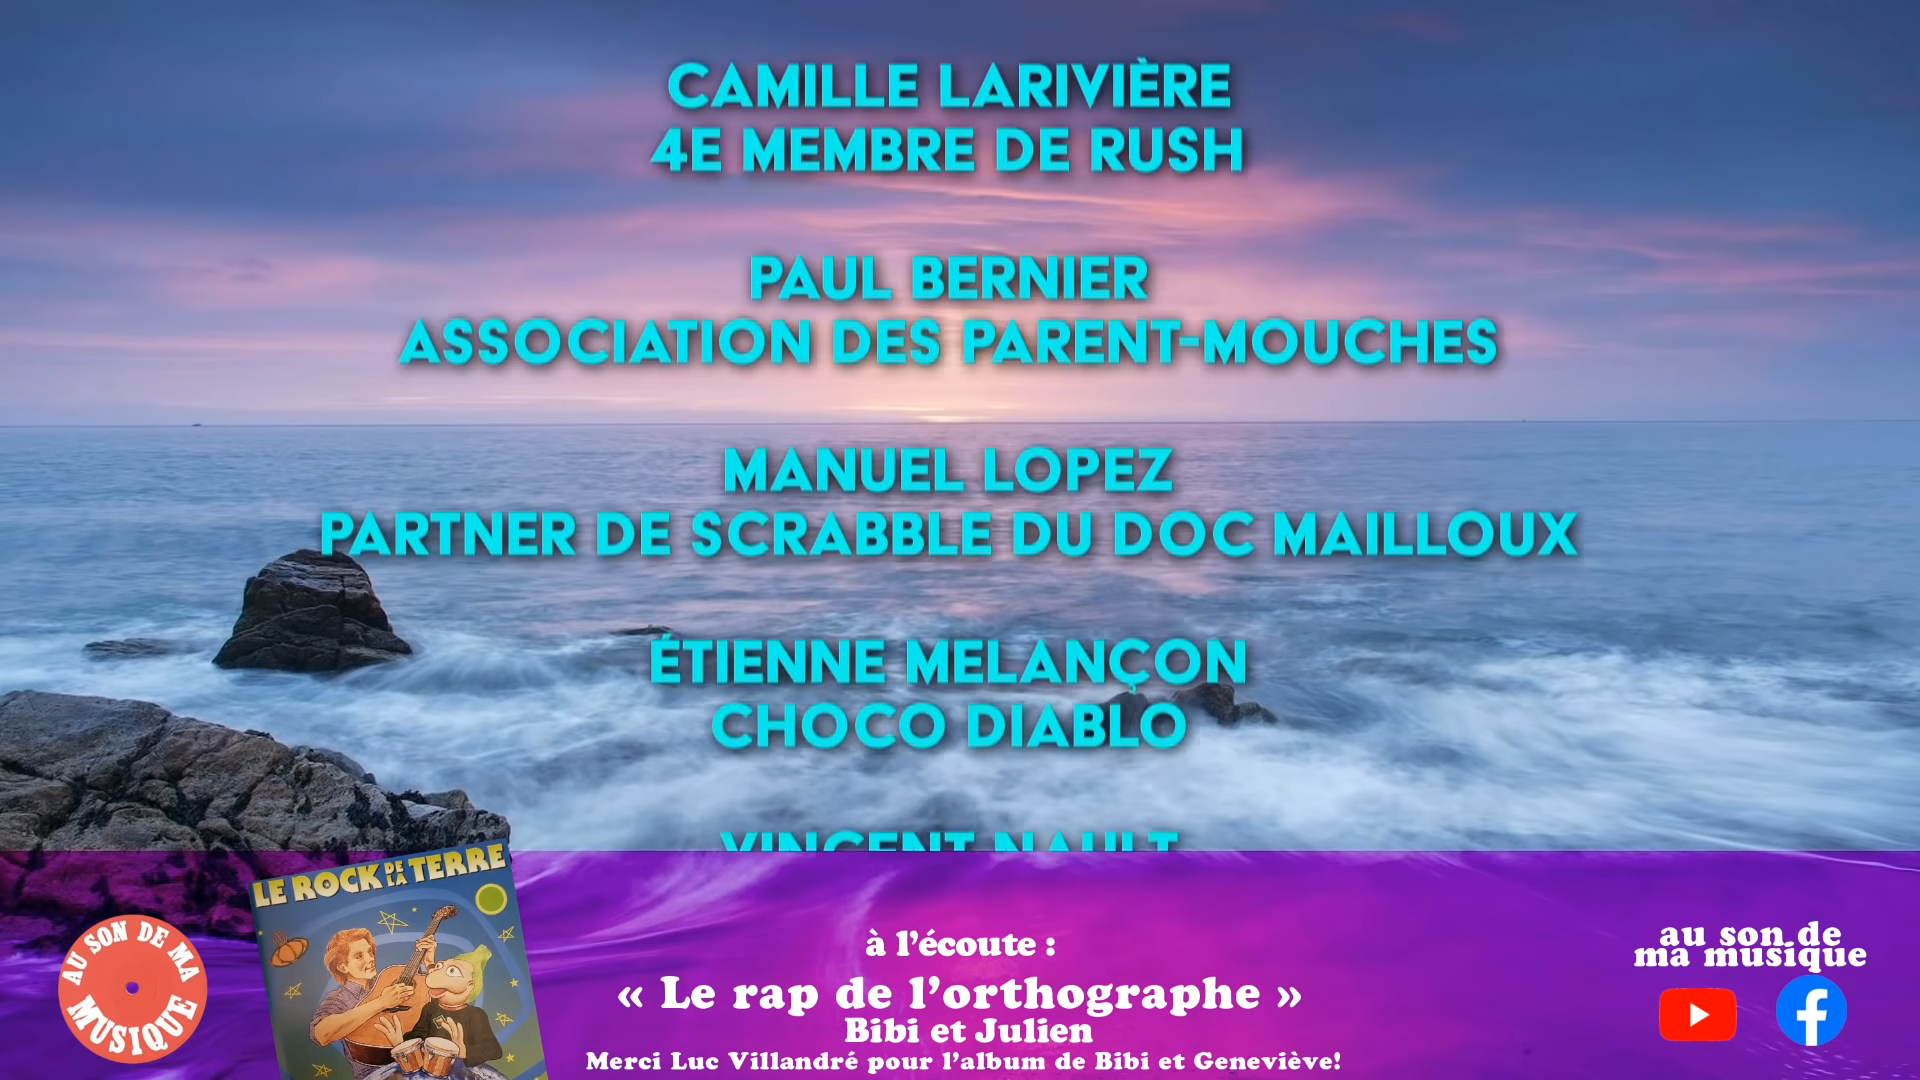 CAMILLE LARIVIÈRE
4E MEMBRE DE RUSH
PAUL BERNIER
ASSOCIATION DES PARENT-MOUCHES
MANUEL LOPEZ
PARTNER DE SCRABBLE DU DOC MAILLOUX
ÉTIENNE MELANÇON
CHOCO DIABLO
VINCENT NAULT
LE ROCK DE LA TERRE
AU SON DE MA
MUSIQUE
à l'écoute :
« Le rap de l'orthographe »
Bibi et Julien
Merci Luc Villandré pour l'album de Bibi et Geneviève!
au son de
ma musique